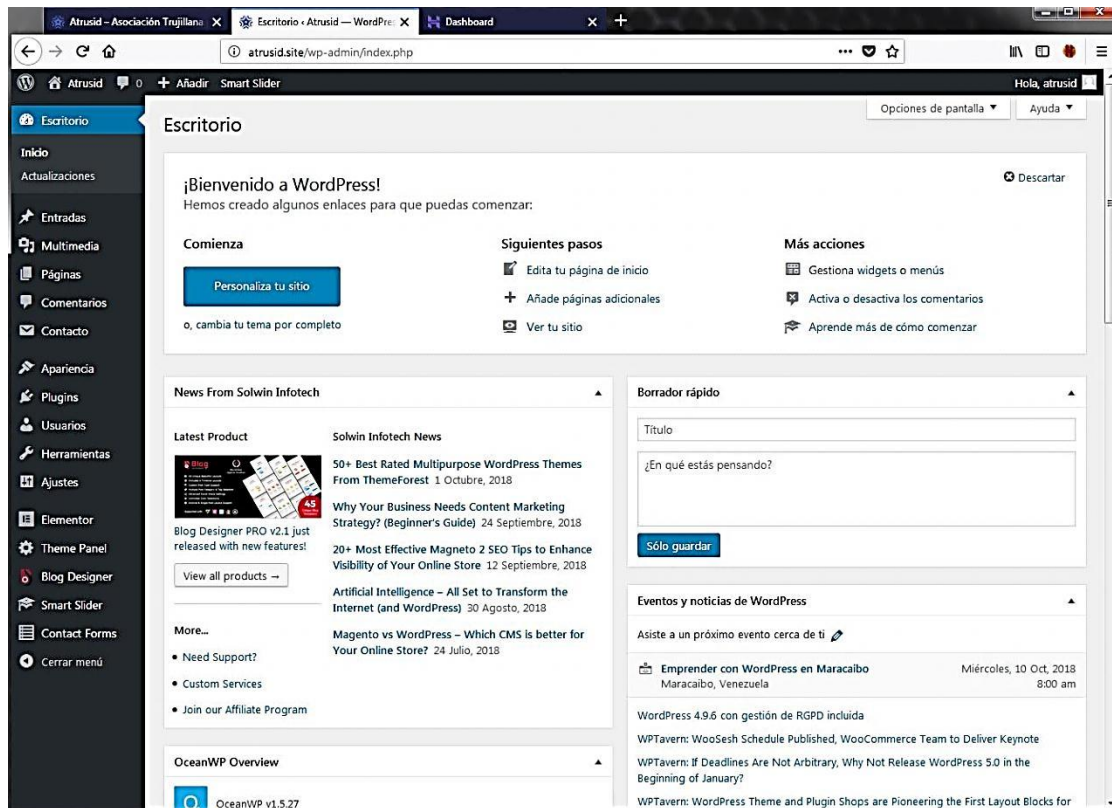 Atrusid – Asociación Trujillana
Escritorio ‹ Atrusid — WordPre
Dashboard
atrusid.site/wp-admin/index.php
Atrusid 0 Añadir Smart Slider
Hola, atrusid
Opciones de pantalla
Ayuda
Escritorio
Inicio
Actualizaciones
Entradas
Multimedia
Páginas
Comentarios
Contacto
Apariencia
Plugins
Usuarios
Herramientas
Ajustes
Elementor
Theme Panel
Blog Designer
Smart Slider
Contact Forms
Cerrar menú
Escritorio
¡Bienvenido a WordPress!
Descartar
Hemos creado algunos enlaces para que puedas comenzar:
Comienza
Personaliza tu sitio
o, cambia tu tema por completo
Siguientes pasos
Edita tu página de inicio
Añade páginas adicionales
Ver tu sitio
Más acciones
Gestiona widgets o menús
Activa o desactiva los comentarios
Aprende más de cómo comenzar
News From Solwin Infotech
Latest Product
Blog
45
Blog Designer PRO v2.1 just
released with new features!
View all products →
More...
Need Support?
Custom Services
Join our Affiliate Program
Solwin Infotech News
50+ Best Rated Multipurpose WordPress Themes
From ThemeForest 1 Octubre, 2018
Why Your Business Needs Content Marketing
Strategy? (Beginner's Guide) 24 Septiembre, 2018
20+ Most Effective Magneto 2 SEO Tips to Enhance
Visibility of Your Online Store 12 Septiembre, 2018
Artificial Intelligence – All Set to Transform the
Internet (and WordPress) 30 Agosto, 2018
Magento vs WordPress – Which CMS is better for
Your Online Store? 24 Julio, 2018
OceanWP Overview
OceanWP v1.5.27
Borrador rápido
Título
¿En qué estás pensando?
Sólo guardar
Eventos y noticias de WordPress
Asiste a un próximo evento cerca de ti
Emprender con WordPress en Maracaibo
Maracaibo, Venezuela
Miércoles, 10 Oct, 2018
8:00 am
WordPress 4.9.6 con gestión de RGPD incluida
WPTavern: WooSesh Schedule Published, WooCommerce Team to Deliver Keynote
WPTavern: If Deadlines Are Not Arbitrary, Why Not Release WordPress 5.0 in the
Beginning of January?
WPTavern: WordPress Theme and Plugin Shops are Pioneering the First Layout Blocks for